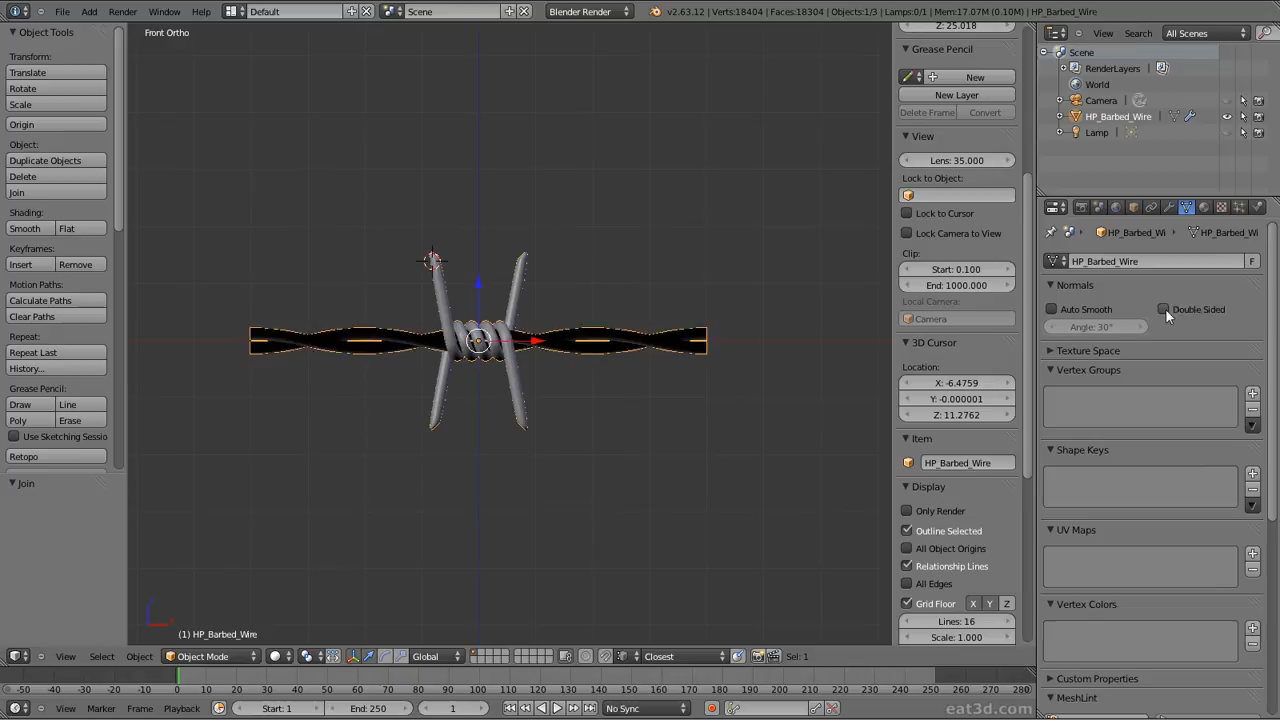 File Add Render Window Help Default Scene Blender Render v2.63.12 | Verts:18404 | Faces:18304 | Objects:1/3 | Lamps:0/1 | Mem:17.07M (0.10M) | HP_Barbed_Wire
Object Tools
Transform:
Translate
Rotate
Scale
Origin
Object:
Duplicate Objects
Delete
Join
Shading:
Smooth Flat
Keyframes:
Insert Remove
Motion Paths:
Calculate Paths
Clear Paths
Repeat:
Repeat Last
History...
Grease Pencil:
Draw Line
Poly Erase
Use Sketching Sessio
Retopo
Join
Front Ortho
(1) HP_Barbed_Wire
Z: 25.018
Grease Pencil
New
New Layer
Delete Frame Convert
View
Lens: 35.000
Lock to Object:
Lock to Cursor
Lock Camera to View
Clip:
Start: 0.100
End: 1000.000
Local Camera:
Camera
3D Cursor
Location:
X: -6.4759
Y: -0.000001
Z: 11.2762
Item
HP_Barbed_Wire
Display
Only Render
Outline Selected
All Object Origins
Relationship Lines
All Edges
Grid Floor X Y Z
Lines: 16
Scale: 1.000
View Search All Scenes
Scene
RenderLayers
World
Camera
HP_Barbed_Wire
Lamp
HP_Barbed_Wi HP_Barbed_Wi
HP_Barbed_Wire F
Normals
Auto Smooth Double Sided
Angle: 30°
Texture Space
Vertex Groups
Shape Keys
UV Maps
Vertex Colors
Custom Properties
MeshLint
View Select Object Object Mode Global Closest Sel: 1
-50 -40 -30 -20 -10 0 10 20 30 40 50 60 70 80 90 100 110 120 130 140 150 160 170 180 190 200 210 220 230 240 250 260 270 280
View Marker Frame Playback Start: 1 End: 250 1 No Sync
eat3d.com